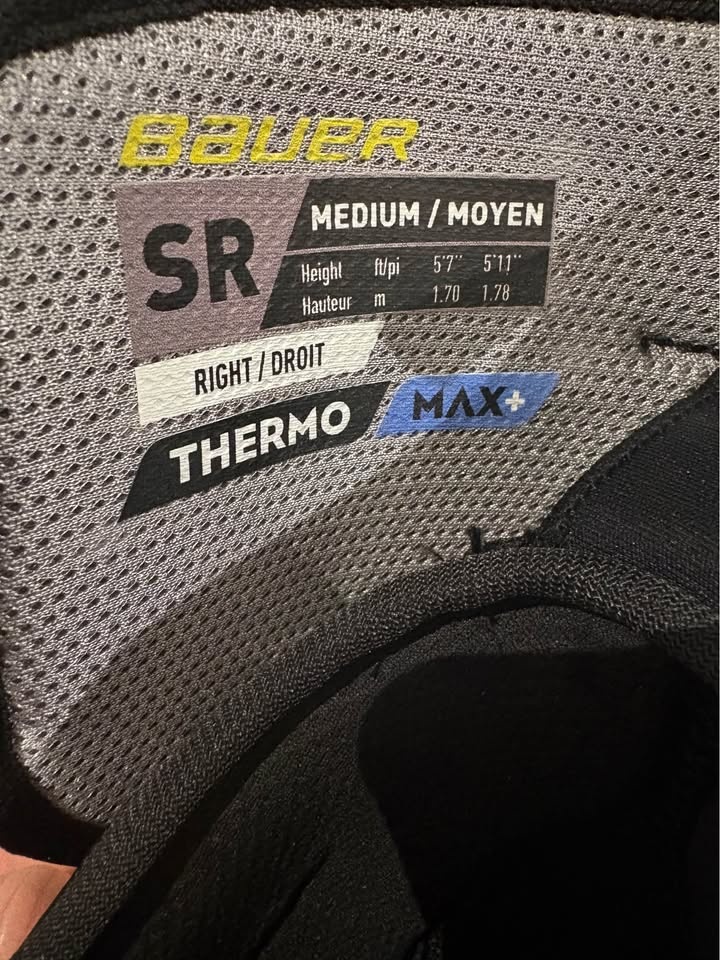 BAUER
SR
MEDIUM / MOYEN
Height ft/pi 5'7" 5'11"
Hauteur m 1.70 1.78
RIGHT / DROIT
THERMO MAX+